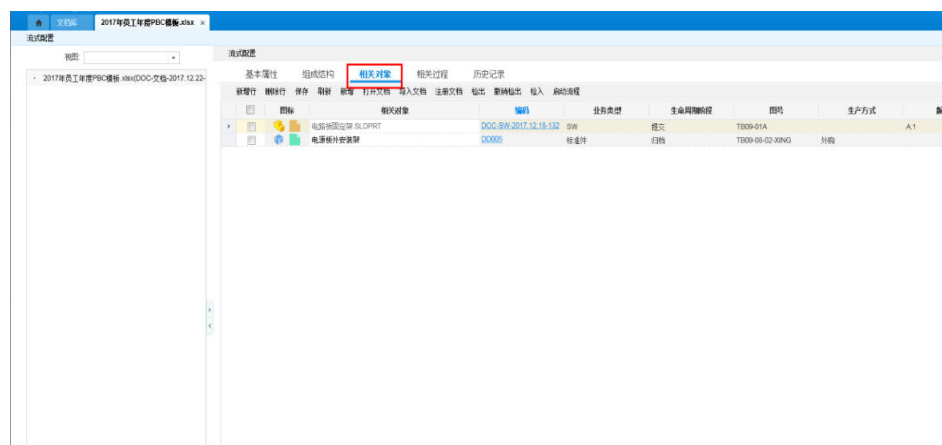 文档库 2017年员工年度PBC模板.xlsx ×
流式配置
视图:
2017年员工年度PBC模板.xlsx(DOC-文档-2017.12.22-
流式配置
基本属性 组成结构 相关对象 相关过程 历史记录
新增行 删除行 保存 刷新 新增 打开文档 导入文档 注册文档 检出 撤销检出 检入 启动流程
图标 相关对象 编码 业务类型 生命周期阶段 图号 生产方式
电路板固定架.SLDPRT DOC-SW-2017.12.18-132 SW 提交 TB09-01A A.1
电源板外安装架 DD005 标准件 归档 TB09-06-02-XING 外购